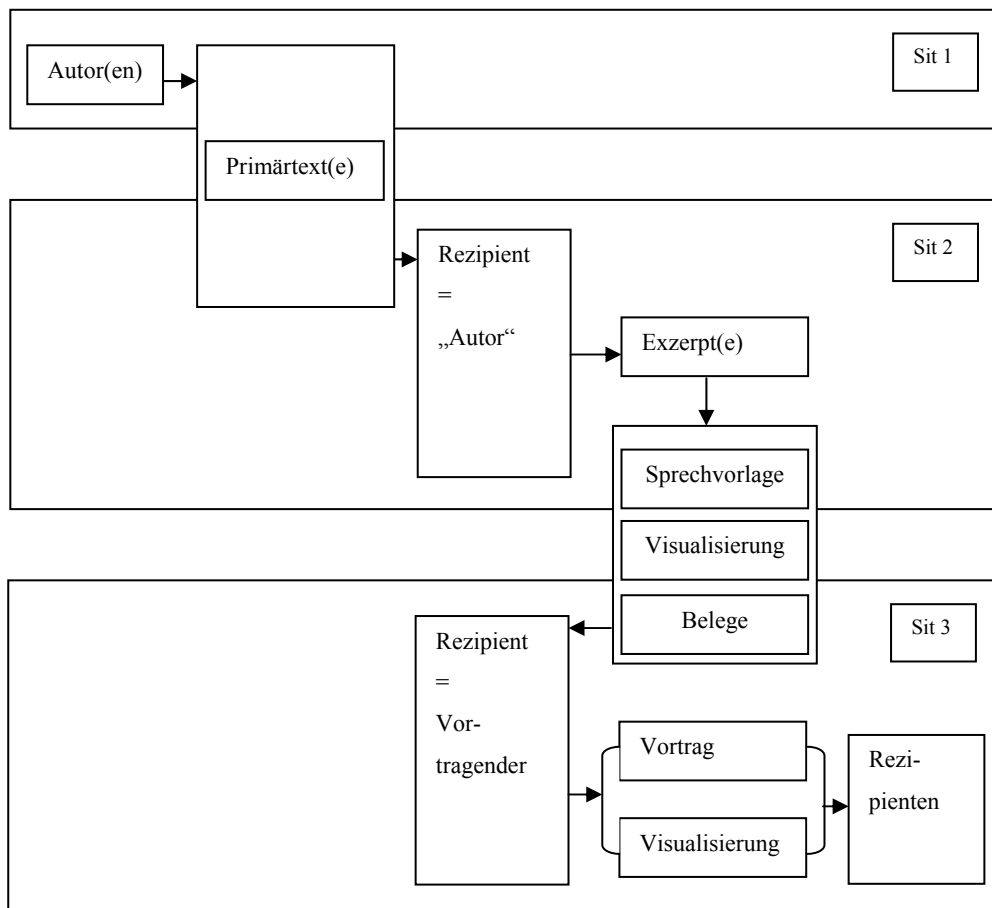 Autor(en)
Sit 1
Primärtext(e)
Sit 2
Rezipient
=
„Autor“
Exzerpt(e)
Sprechvorlage
Visualisierung
Belege
Sit 3
Rezipient
=
Vor-
tragender
Vortrag
Visualisierung
Rezi-
pienten